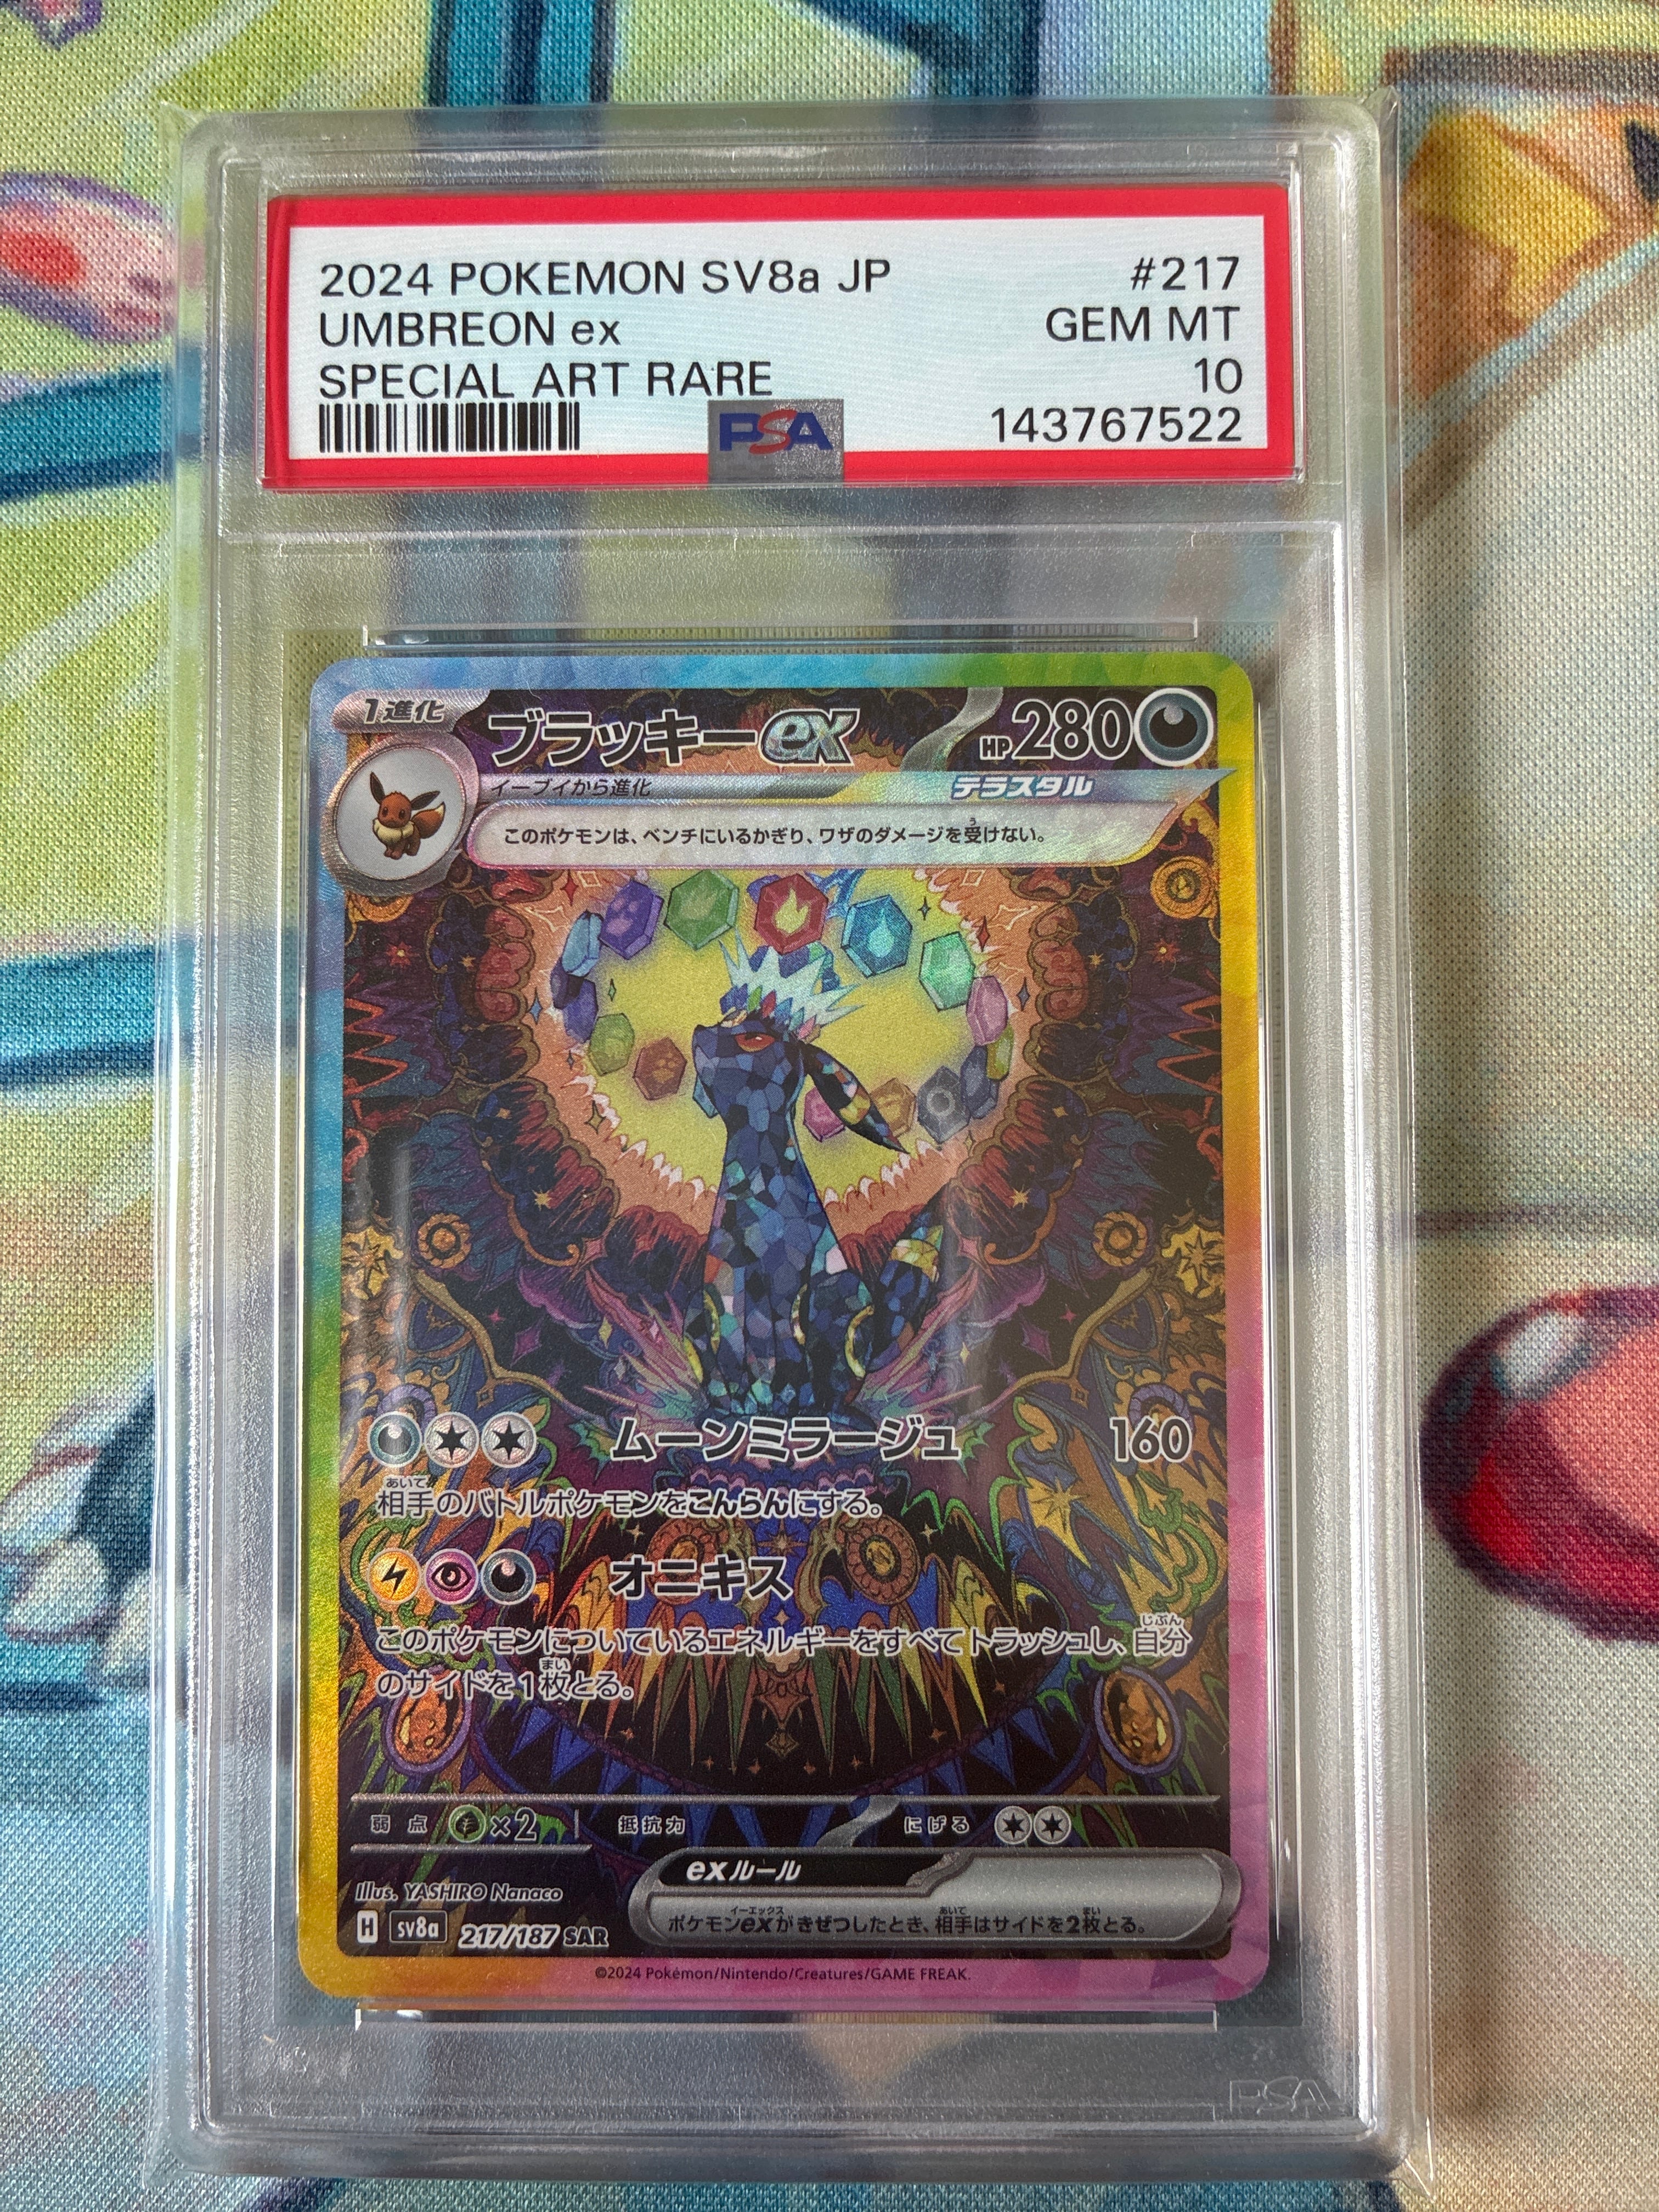 2024 POKEMON SV8a JP #217
UMBREON ex GEM MT
SPECIAL ART RARE 10
PSA 143767522
1進化 ブラッキーex HP280
イーブイから進化 テラスタル
このポケモンは、ベンチにいるかぎり、ワザのダメージを受けない。
ムーンミラージュ 160
相手のバトルポケモンをこんらんにする。
オニキス
このポケモンについているエネルギーをすべてトラッシュし、自分
のサイドを1枚とる。
弱点 ×2 抵抗力 にげる
exルール
ポケモンexがきぜつしたとき、相手はサイドを2枚とる。
Illus. YASHIRO Nanaco
H sv8a 217/187 SAR
©2024 Pokémon/Nintendo/Creatures/GAME FREAK.
PSA